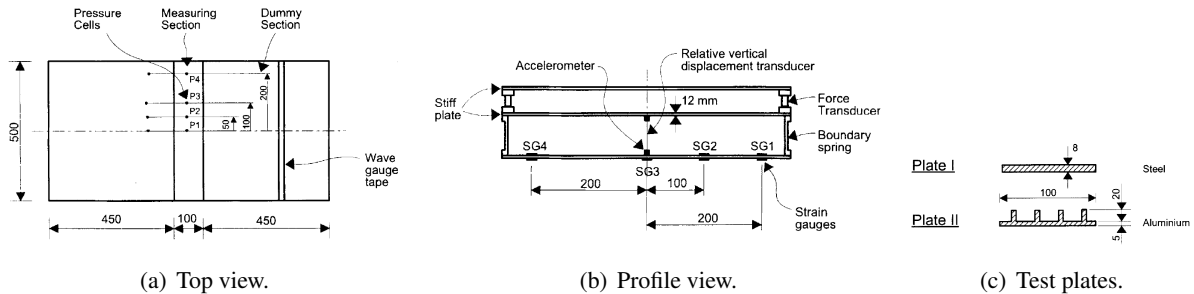 Pressure
Cells
Measuring
Section
Dummy
Section
P4
P3
P2
P1
50
100
200
500
Wave
gauge
tape
450
100
450
(a) Top view.
Accelerometer
Relative vertical
displacement transducer
12 mm
Stiff
plate
Force
Transducer
Boundary
spring
SG4
SG3
SG2
SG1
200
100
200
Strain
gauges
(b) Profile view.
Plate I
8
Steel
100
20
Plate II
5
Aluminium
(c) Test plates.